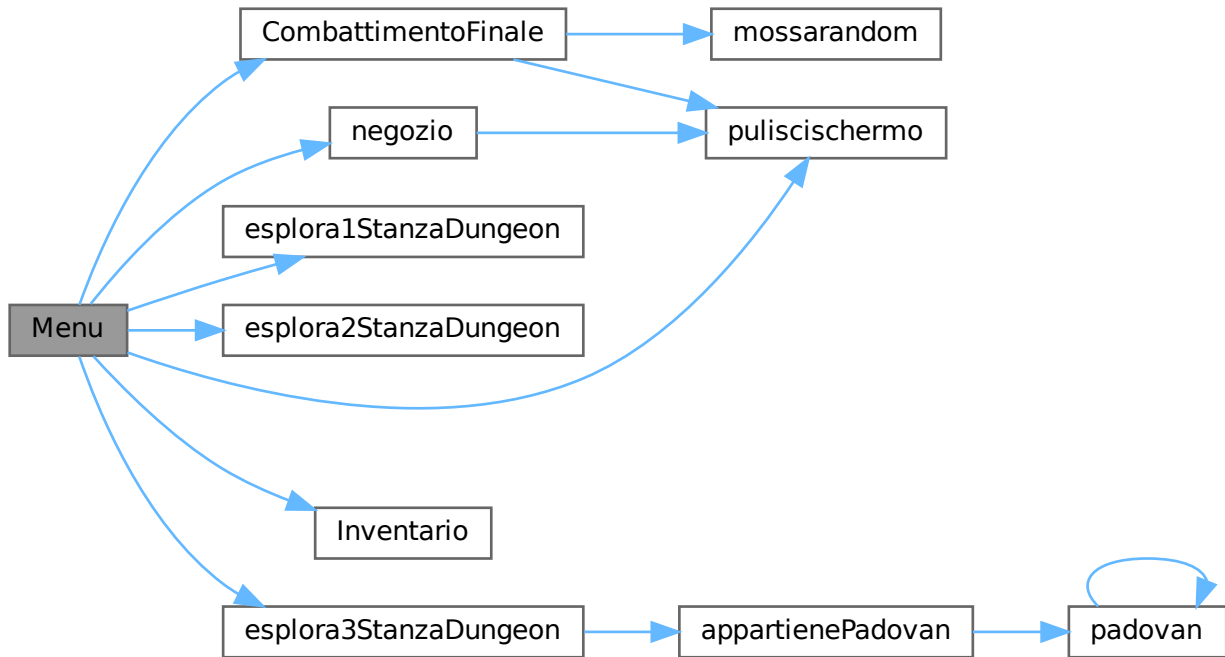 CombattimentoFinale
mossarandom
negozio
puliscischermo
esplora1StanzaDungeon
Menu
esplora2StanzaDungeon
Inventario
esplora3StanzaDungeon
appartienePadovan
padovan